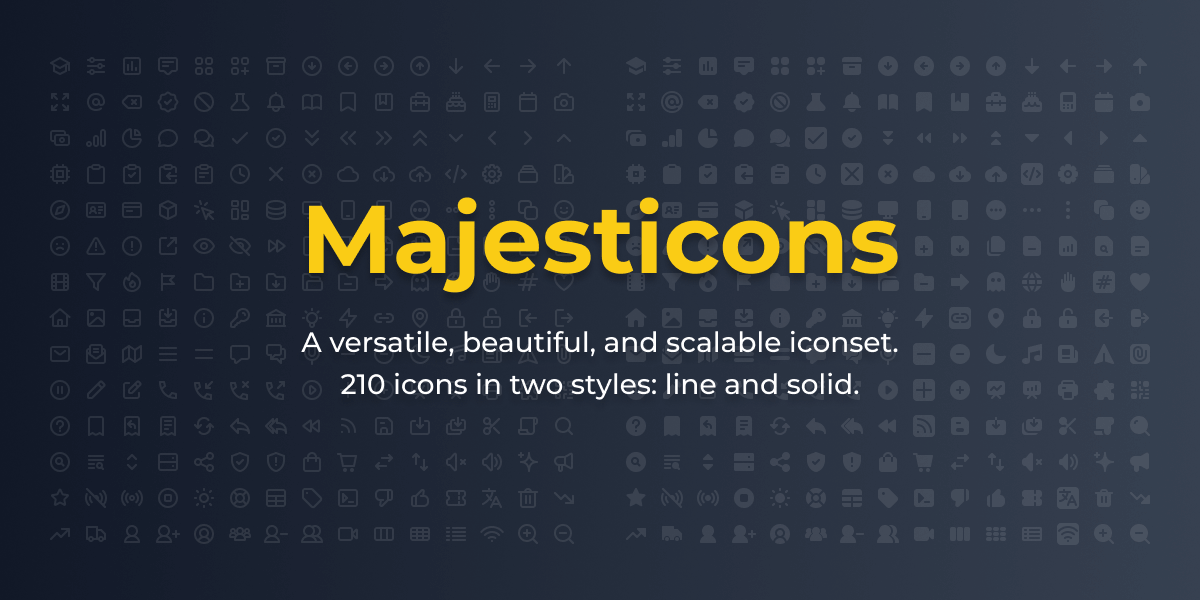 Majesticons
A versatile, beautiful, and scalable iconset.
210 icons in two styles: line and solid.